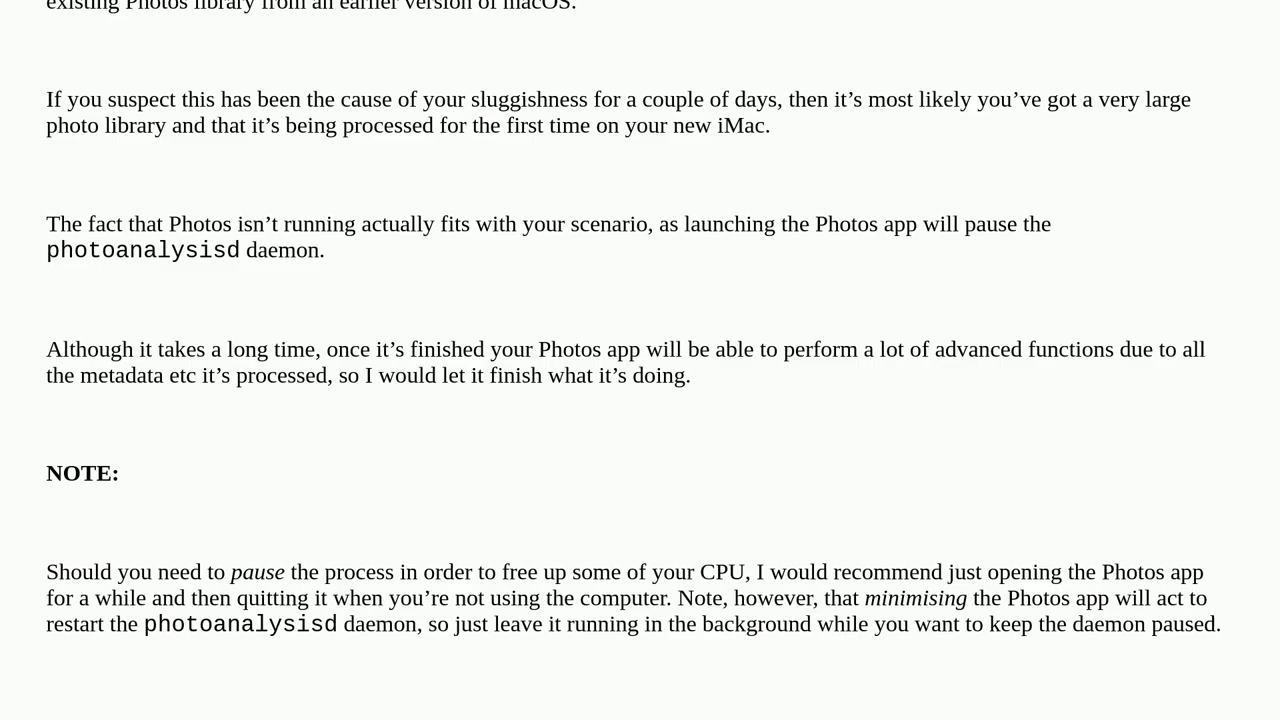 existing Photos library from an earlier version of macOS.
If you suspect this has been the cause of your sluggishness for a couple of days, then it’s most likely you’ve got a very large
photo library and that it’s being processed for the first time on your new iMac.
The fact that Photos isn’t running actually fits with your scenario, as launching the Photos app will pause the
photoanalysisd daemon.
Although it takes a long time, once it’s finished your Photos app will be able to perform a lot of advanced functions due to all
the metadata etc it’s processed, so I would let it finish what it’s doing.
NOTE:
Should you need to pause the process in order to free up some of your CPU, I would recommend just opening the Photos app
for a while and then quitting it when you’re not using the computer. Note, however, that minimising the Photos app will act to
restart the photoanalysisd daemon, so just leave it running in the background while you want to keep the daemon paused.